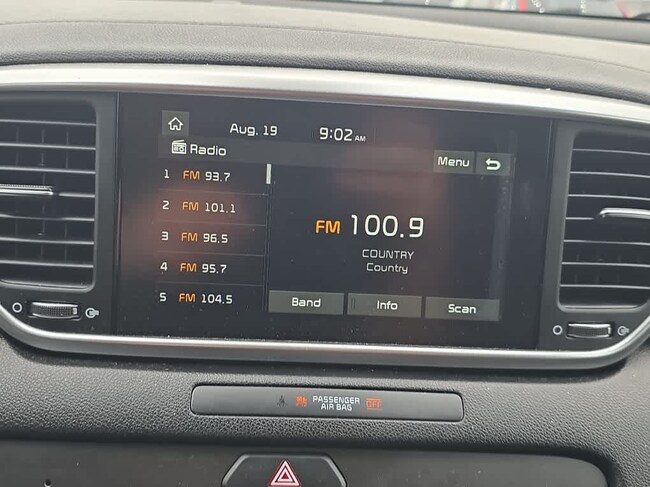 Aug. 19 9:02 AM
Radio
Menu
1 FM 93.7
2 FM 101.1
3 FM 96.5
4 FM 95.7
5 FM 104.5
FM 100.9
COUNTRY
Country
Band Info Scan
PASSENGER
AIR BAG OFF